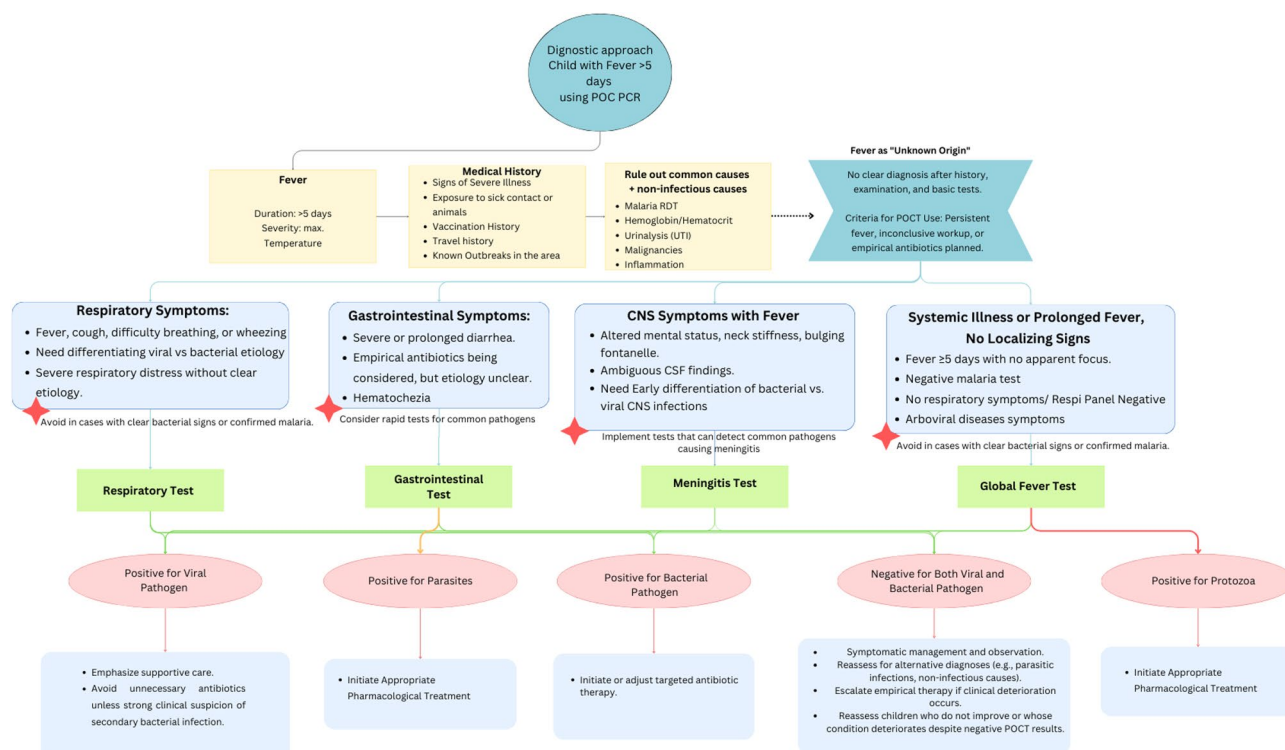 Dignostic approach
Child with Fever >5
days
using POC PCR
Fever
Duration: >5 days
Severity: max.
Temperature
Medical History
• Signs of Severe Illness
• Exposure to sick contact or
animals
• Vaccination History
• Travel history
• Known Outbreaks in the area
Rule out common causes
+ non-infectious causes
• Malaria RDT
• Hemoglobin/Hematocrit
• Urinalysis (UTI)
• Malignancies
• Inflammation
Fever as "Unknown Origin"
No clear diagnosis after history,
examination, and basic tests.
Criteria for POCT Use: Persistent
fever, inconclusive workup, or
empirical antibiotics planned.
Respiratory Symptoms:
• Fever, cough, difficulty breathing, or wheezing
• Need differentiating viral vs bacterial etiology
• Severe respiratory distress without clear
etiology.
Avoid in cases with clear bacterial signs or confirmed malaria.
Gastrointestinal Symptoms:
• Severe or prolonged diarrhea.
• Empirical antibiotics being
considered, but etiology unclear.
• Hematochezia
Consider rapid tests for common pathogens
CNS Symptoms with Fever
• Altered mental status, neck stiffness, bulging
fontanelle.
• Ambiguous CSF findings.
• Need Early differentiation of bacterial vs.
viral CNS infections
Implement tests that can detect common pathogens
causing meningitis
Systemic Illness or Prolonged Fever,
No Localizing Signs
• Fever ≥5 days with no apparent focus.
• Negative malaria test
• No respiratory symptoms/ Respi Panel Negative
• Arboviral diseases symptoms
Avoid in cases with clear bacterial signs or confirmed malaria.
Respiratory Test
Gastrointestinal
Test
Meningitis Test
Global Fever Test
Positive for Viral
Pathogen
Positive for Parasites
Positive for Bacterial
Pathogen
Negative for Both Viral and
Bacterial Pathogen
Positive for Protozoa
• Emphasize supportive care.
• Avoid unnecessary antibiotics
unless strong clinical suspicion of
secondary bacterial infection.
• Initiate Appropriate
Pharmacological Treatment
• Initiate or adjust targeted antibiotic
therapy.
• Symptomatic management and observation.
• Reassess for alternative diagnoses (e.g., parasitic
infections, non-infectious causes).
• Escalate empirical therapy if clinical deterioration
occurs.
• Reassess children who do not improve or whose
condition deteriorates despite negative POCT results.
• Initiate Appropriate
Pharmacological Treatment